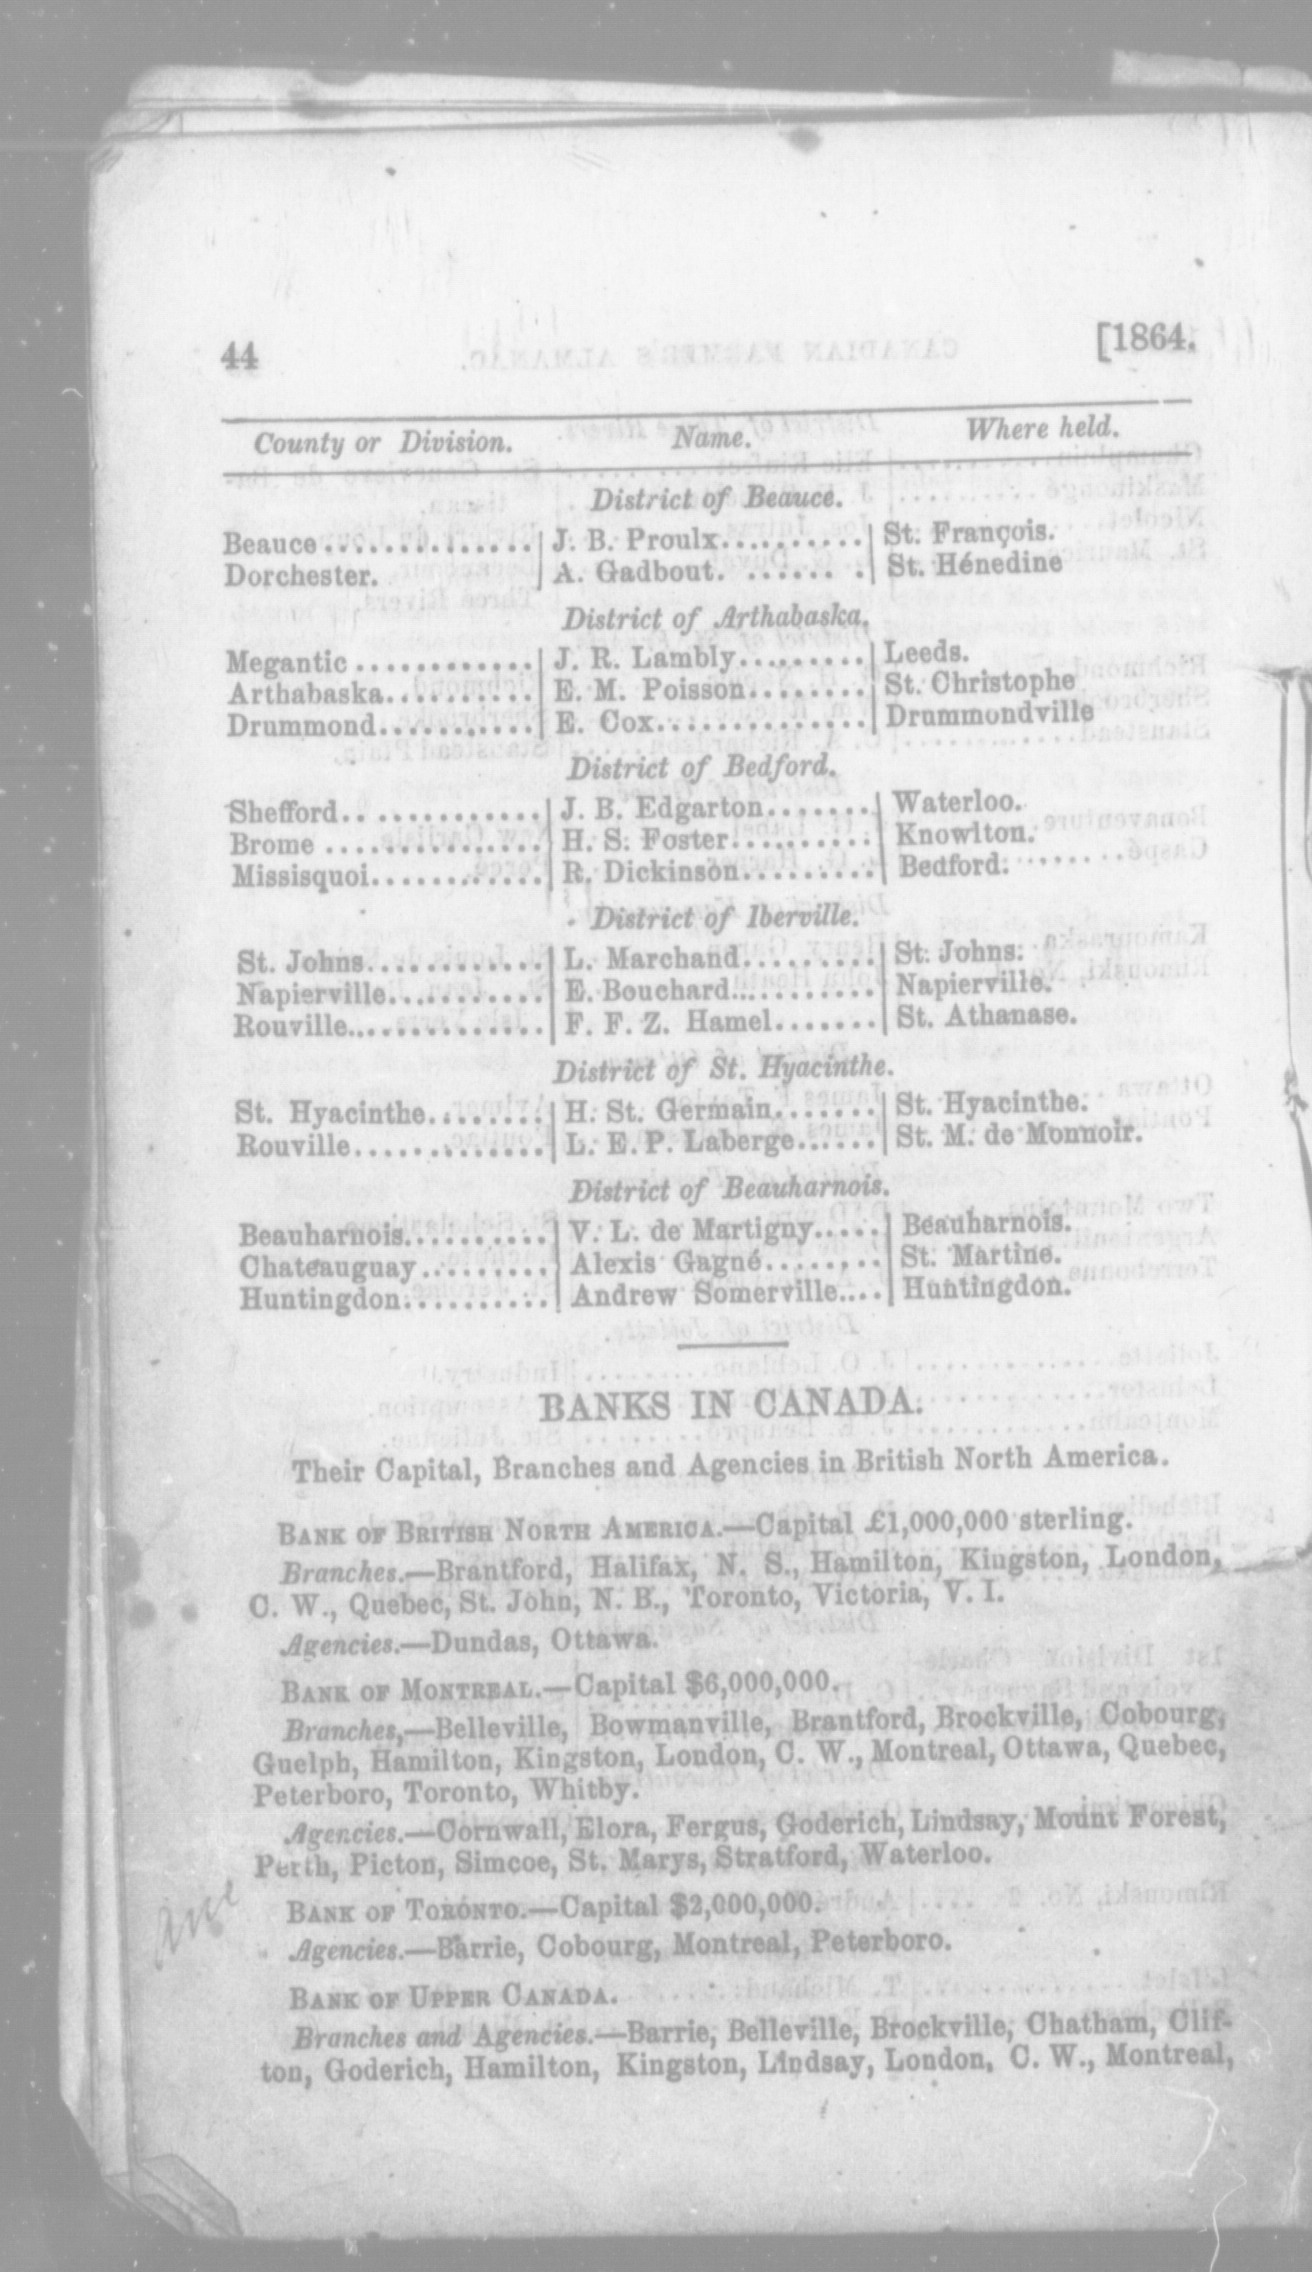 44 [1864.
County or Division. Name. Where held.
District of Beauce.
Beauce.............. J. B. Proulx.......... St. François.
Dorchester. A. Gadbout. ....... . St. Hénedine
District of Arthabaska.
Megantic ............ J. R. Lambly......... Leeds.
Arthabaska.......... E. M. Poisson........ St. Christophe
Drummond........... E. Cox.............. Drummondville
District of Bedford.
Shefford.. ........... J. B. Edgarton....... Waterloo.
Brome ............... H. S. Foster.......... Knowlton.
Missisquoi............ R. Dickinson......... Bedford.
District of Iberville.
St. Johns............ L. Marchand......... St. Johns.
Napierville........... E. Bouchard.......... Napierville.
Rouville.............. F. F. Z. Hamel....... St. Athanase.
District of St. Hyacinthe.
St. Hyacinthe........ H. St. Germain....... St. Hyacinthe.
Rouville............. L. E. P. Laberge...... St. M. de Monnoir.
District of Beauharnois.
Beauharnois.......... V. L. de Martigny..... Beauharnois.
Chateauguay ......... Alexis Gagné........ St. Martine.
Huntingdon.......... Andrew Somerville.... Huntingdon.
BANKS IN CANADA.
Their Capital, Branches and Agencies in British North America.
BANK OF BRITISH NORTH AMERICA.—Capital £1,000,000 sterling.
Branches.—Brantford, Halifax, N. S., Hamilton, Kingston, London,
C. W., Quebec, St. John, N. B., Toronto, Victoria, V. I.
Agencies.—Dundas, Ottawa.
BANK OF MONTREAL.—Capital $6,000,000.
Branches,—Belleville, Bowmanville, Brantford, Brockville, Cobourg,
Guelph, Hamilton, Kingston, London, C. W., Montreal, Ottawa, Quebec,
Peterboro, Toronto, Whitby.
Agencies.—Cornwall, Elora, Fergus, Goderich, Lindsay, Mount Forest,
Perth, Picton, Simcoe, St. Marys, Stratford, Waterloo.
BANK OF TORONTO.—Capital $2,000,000.
Agencies.—Barrie, Cobourg, Montreal, Peterboro.
BANK OF UPPER CANADA.
Branches and Agencies.—Barrie, Belleville, Brockville, Chatham, Clif-
ton, Goderich, Hamilton, Kingston, Lindsay, London, C. W., Montreal,